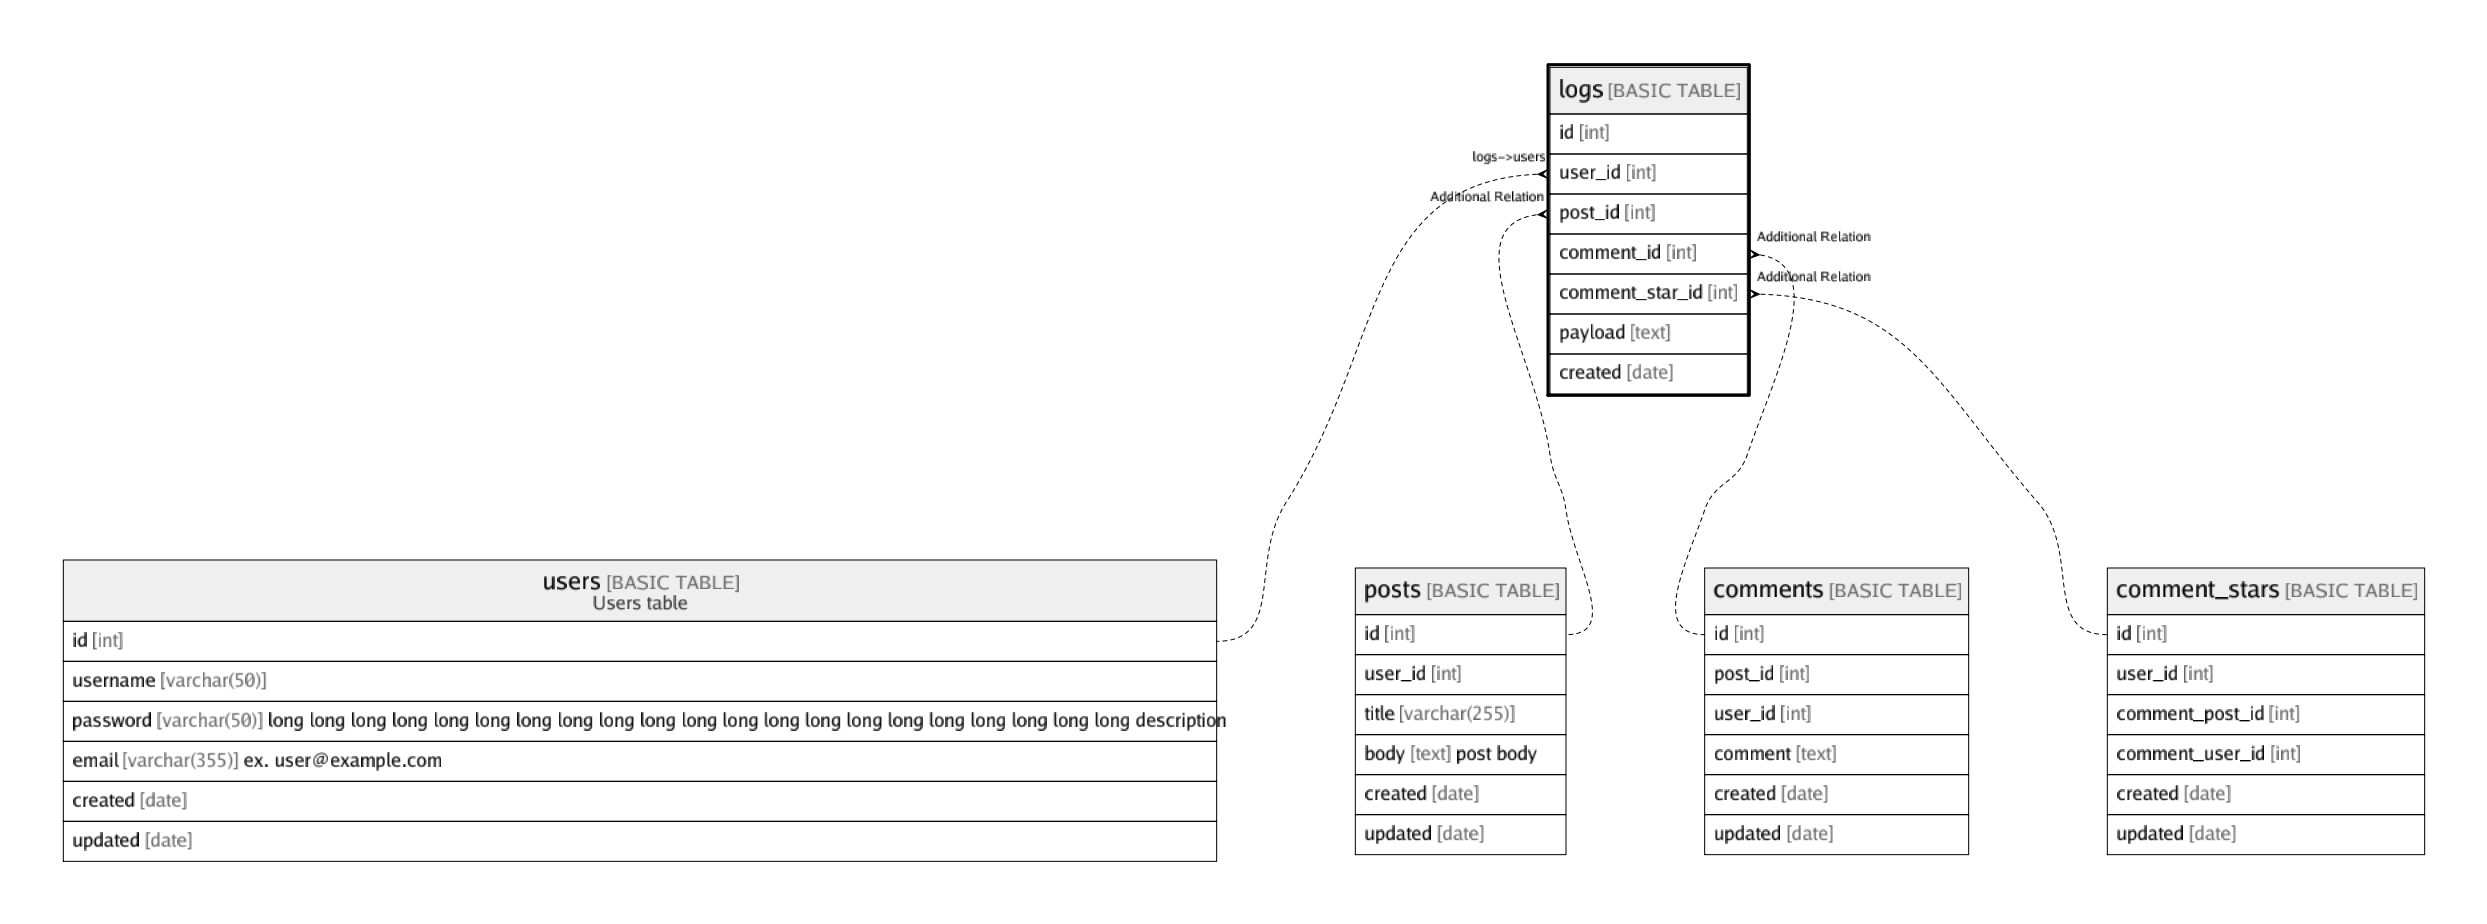 logs [BASIC TABLE]
id [int]
log->users
user_id [int]
Additional Relation
post_id [int]
Additional Relation
comment_id [int]
Additional Relation
comment_star_id [int]
payload [text]
created [date]
users [BASIC TABLE]
Users table
id [int]
username [varchar(50)]
password [varchar(50)] long long long long long long long long long long long long long long long long long long long long long description
email [varchar(355)] ex. user@example.com
created [date]
updated [date]
posts [BASIC TABLE]
id [int]
user_id [int]
title [varchar(255)]
body [text] post body
created [date]
updated [date]
comments [BASIC TABLE]
id [int]
post_id [int]
user_id [int]
comment [text]
created [date]
updated [date]
comment_stars [BASIC TABLE]
id [int]
user_id [int]
comment_post_id [int]
comment_user_id [int]
created [date]
updated [date]